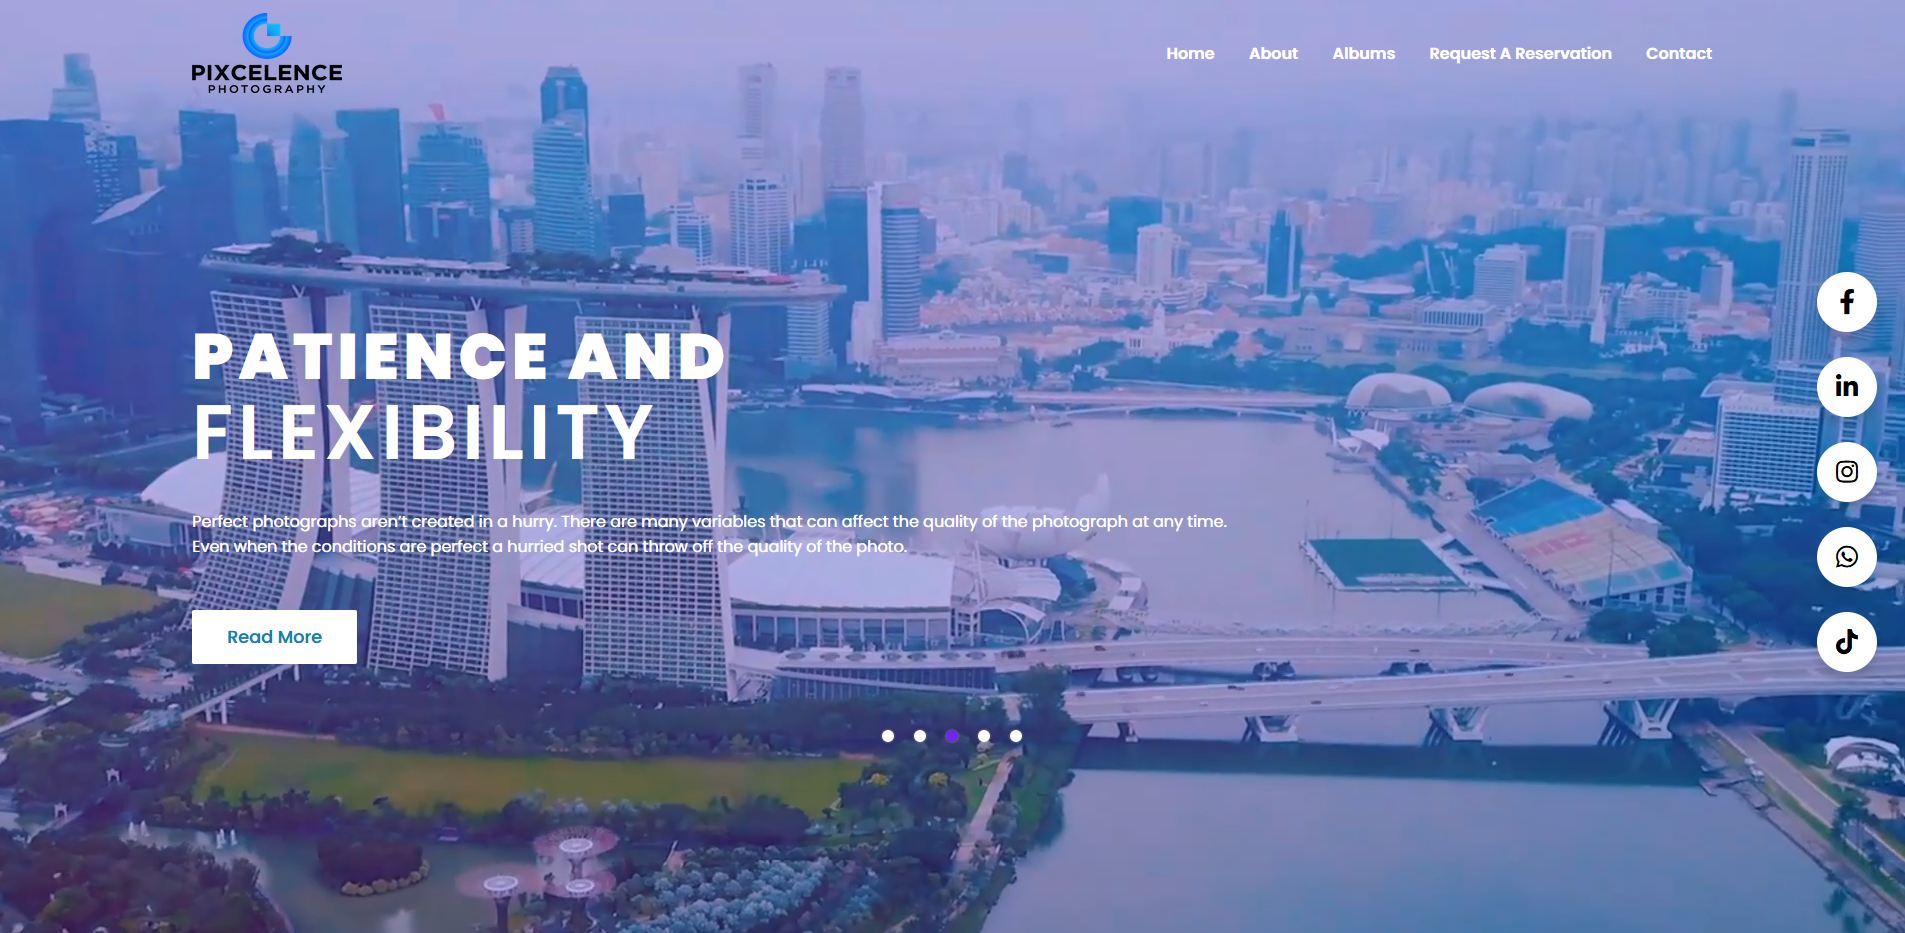 PIXCELENCE
PHOTOGRAPHY
Home About Albums Request A Reservation Contact
PATIENCE AND
FLEXIBILITY
Perfect photographs aren't created in a hurry. There are many variables that can affect the quality of the photograph at any time.
Even when the conditions are perfect a hurried shot can throw off the quality of the photo.
Read More